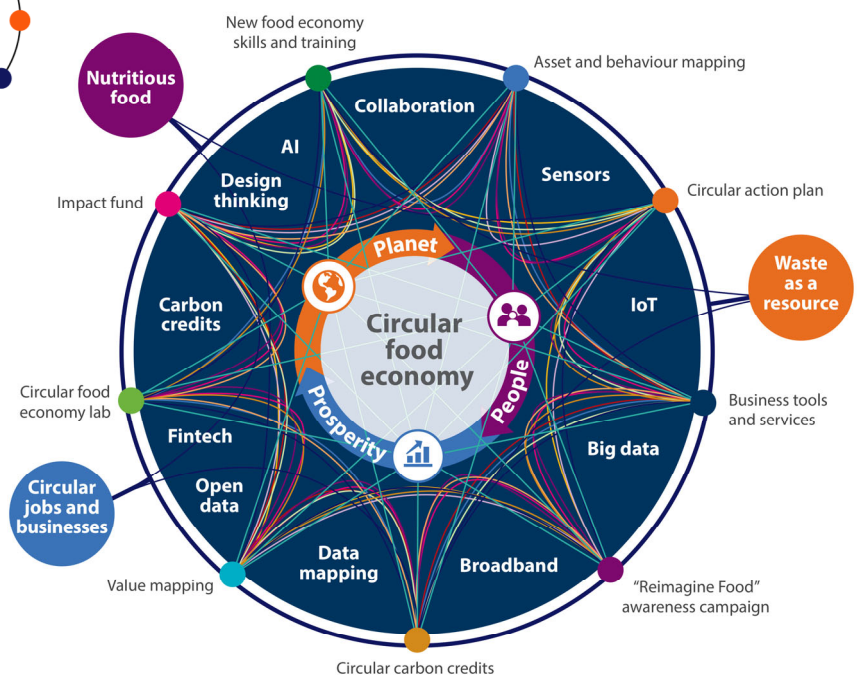 New food economy
skills and training
Asset and behaviour mapping
Nutritious
food
Collaboration
AI
Sensors
Design
thinking
Circular action plan
Impact fund
Planet
Waste
as a
resource
Carbon
credits
IoT
Circular
food
economy
People
Prosperity
Circular food
economy lab
Business tools
and services
Fintech
Big data
Open
data
Circular
jobs and
businesses
Data
mapping
Broadband
Value mapping
"Reimagine Food"
awareness campaign
Circular carbon credits